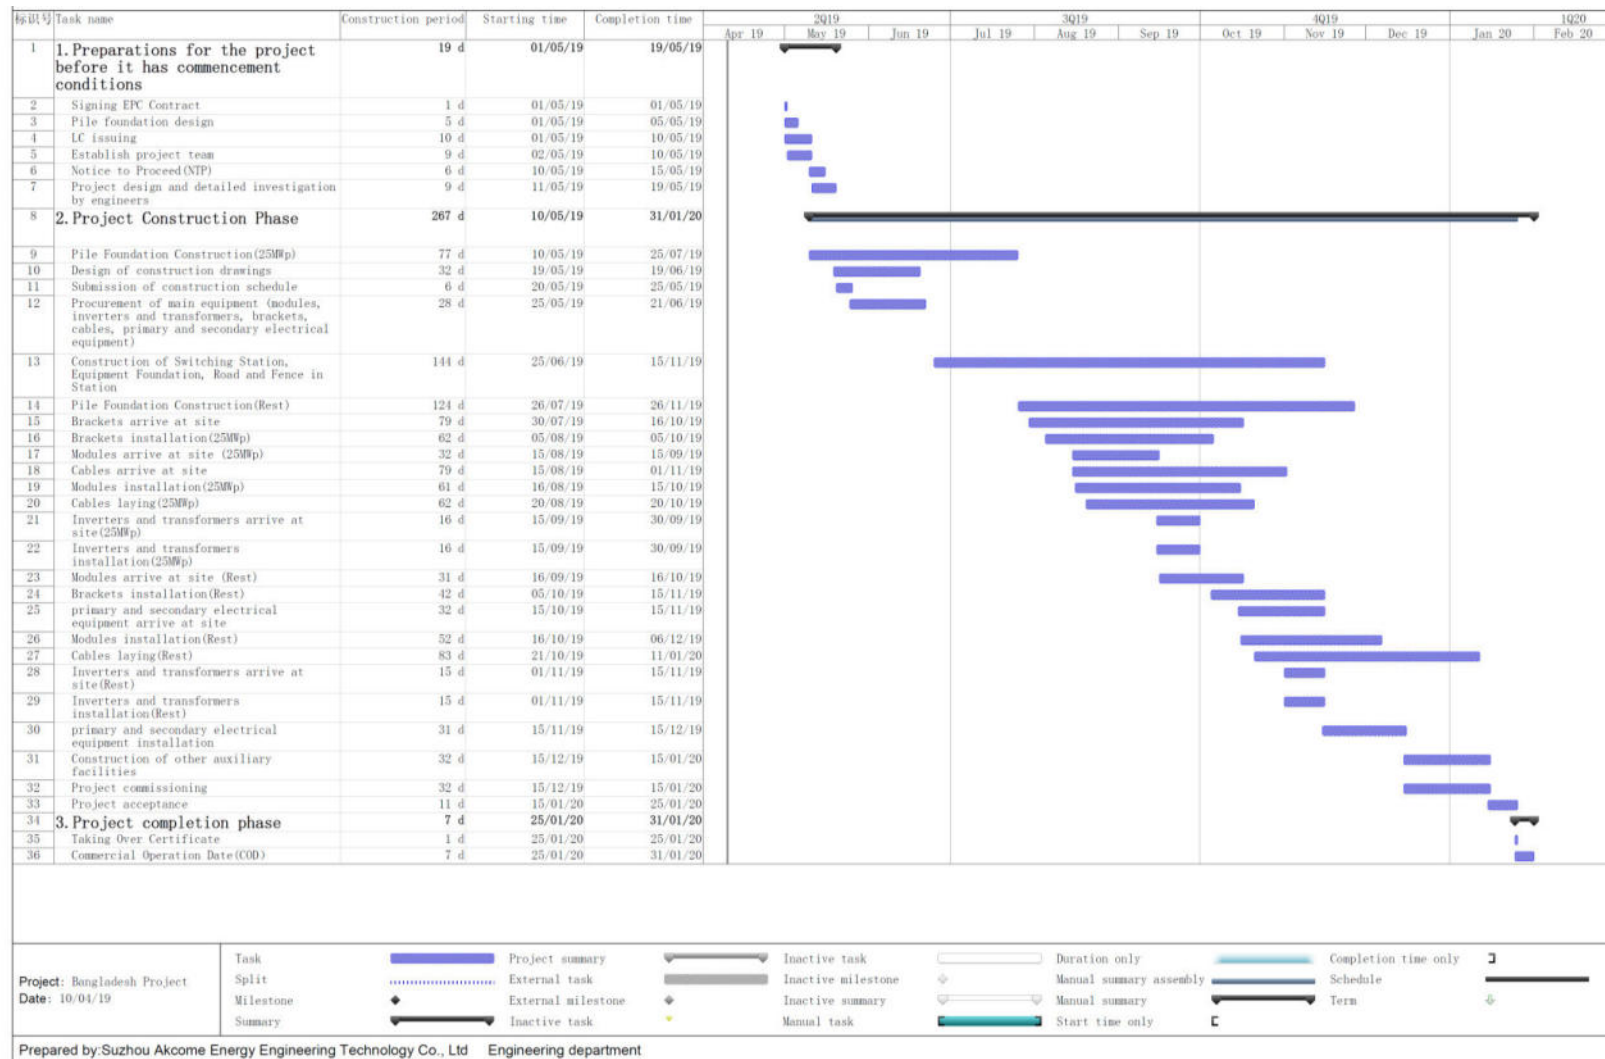 标识号 Task name Construction period Starting time Completion time 2Q19 3Q19 4Q19 1Q20
Apr 19 May 19 Jun 19 Jul 19 Aug 19 Sep 19 Oct 19 Nov 19 Dec 19 Jan 20 Feb 20
1 1.Preparations for the project 19 d 01/05/19 19/05/19
before it has commencement
conditions
2 Signing EPC Contract 1 d 01/05/19 01/05/19
3 Pile foundation design 5 d 01/05/19 05/05/19
4 LC issuing 10 d 01/05/19 10/05/19
5 Establish project team 9 d 02/05/19 10/05/19
6 Notice to Proceed(NTP) 6 d 10/05/19 15/05/19
7 Project design and detailed investigation 9 d 11/05/19 19/05/19
by engineers
8 2.Project Construction Phase 267 d 10/05/19 31/01/20
9 Pile Foundation Construction(25MWp) 77 d 10/05/19 25/07/19
10 Design of construction drawings 32 d 19/05/19 19/06/19
11 Submission of construction schedule 6 d 20/05/19 25/05/19
12 Procurement of main equipment (modules, 28 d 25/05/19 21/06/19
inverters and transformers, brackets,
cables, primary and secondary electrical
equipment)
13 Construction of Switching Station, 144 d 25/06/19 15/11/19
Equipment Foundation, Road and Fence in
Station
14 Pile Foundation Construction(Rest) 124 d 26/07/19 26/11/19
15 Brackets arrive at site 79 d 30/07/19 16/10/19
16 Brackets installation(25MWp) 62 d 05/08/19 05/10/19
17 Modules arrive at site (25MWp) 32 d 15/08/19 15/09/19
18 Cables arrive at site 79 d 15/08/19 01/11/19
19 Modules installation(25MWp) 61 d 16/08/19 15/10/19
20 Cables laying(25MWp) 62 d 20/08/19 20/10/19
21 Inverters and transformers arrive at 16 d 15/09/19 30/09/19
site(25MWp)
22 Inverters and transformers 16 d 15/09/19 30/09/19
installation(25MWp)
23 Modules arrive at site (Rest) 31 d 16/09/19 16/10/19
24 Brackets installation(Rest) 42 d 05/10/19 15/11/19
25 primary and secondary electrical 32 d 15/10/19 15/11/19
equipment arrive at site
26 Modules installation(Rest) 52 d 16/10/19 06/12/19
27 Cables laying(Rest) 83 d 21/10/19 11/01/20
28 Inverters and transformers arrive at 15 d 01/11/19 15/11/19
site(Rest)
29 Inverters and transformers 15 d 01/11/19 15/11/19
installation(Rest)
30 primary and secondary electrical 31 d 15/11/19 15/12/19
equipment installation
31 Construction of other auxiliary 32 d 15/12/19 15/01/20
facilities
32 Project commissioning 32 d 15/12/19 15/01/20
33 Project acceptance 11 d 15/01/20 25/01/20
34 3.Project completion phase 7 d 25/01/20 31/01/20
35 Taking Over Certificate 1 d 25/01/20 25/01/20
36 Commercial Operation Date(COD) 7 d 25/01/20 31/01/20
Project: Bangladesh Project
Date: 10/04/19
Task Project summary Inactive task Duration only Completion time only
Split External task Inactive milestone Manual summary assembly Schedule
Milestone External milestone Inactive summary Manual summary Term
Summary Inactive task Manual task Start time only
Prepared by:Suzhou Akcome Energy Engineering Technology Co., Ltd Engineering department